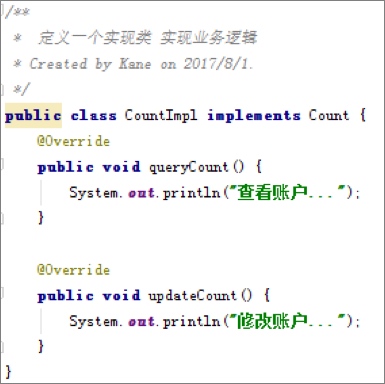 /**
 *  定义一个实现类 实现业务逻辑
 * Created by Kane on 2017/8/1.
 */
public class CountImpl implements Count {
    @Override
    public void queryCount() {
        System.out.println("查看账户...");
    }

    @Override
    public void updateCount() {
        System.out.println("修改账户...");
    }
}